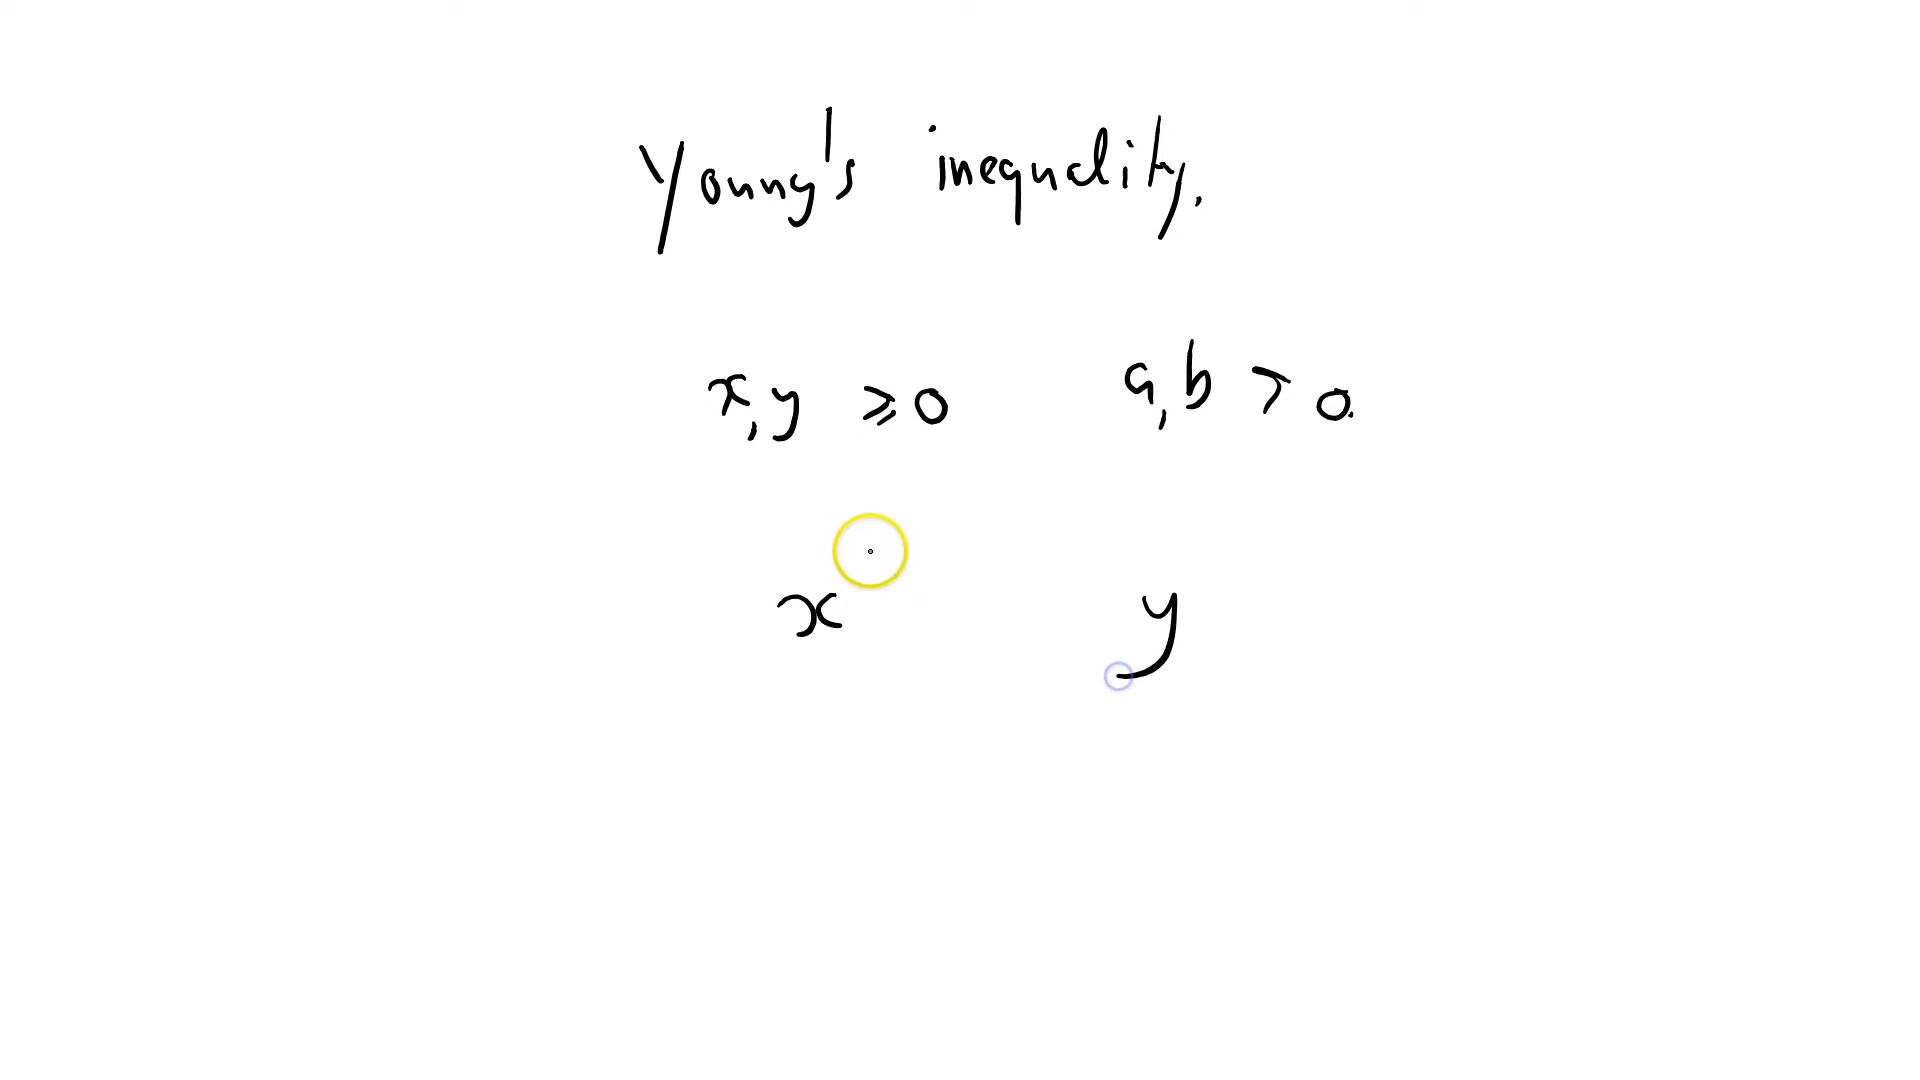 Young's inequality.
x, y ⩾ 0 a, b > 0.
x y